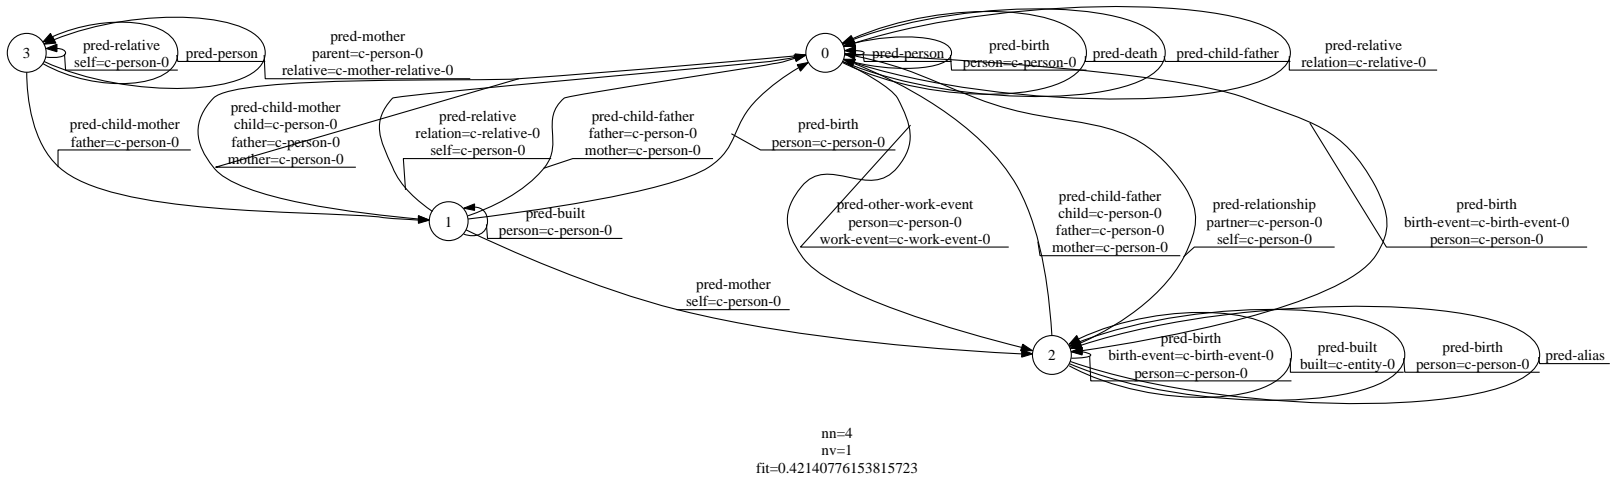 3
pred-relative
self=c-person-0
pred-person
pred-mother
parent=c-person-0
relative=c-mother-relative-0
0
pred-person
pred-birth
person=c-person-0
pred-death
pred-child-father
pred-relative
relation=c-relative-0
pred-child-mother
father=c-person-0
pred-child-mother
child=c-person-0
father=c-person-0
mother=c-person-0
pred-relative
relation=c-relative-0
self=c-person-0
pred-child-father
father=c-person-0
mother=c-person-0
pred-birth
person=c-person-0
1
pred-built
person=c-person-0
pred-other-work-event
person=c-person-0
work-event=c-work-event-0
pred-child-father
child=c-person-0
father=c-person-0
mother=c-person-0
pred-relationship
partner=c-person-0
self=c-person-0
pred-birth
birth-event=c-birth-event-0
person=c-person-0
pred-mother
self=c-person-0
2
pred-birth
birth-event=c-birth-event-0
person=c-person-0
pred-built
built=c-entity-0
pred-birth
person=c-person-0
pred-alias
nn=4
nv=1
fit=0.42140776153815723